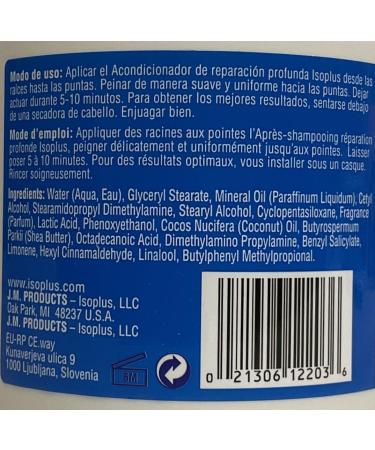 Modo de uso: Aplicar el Acondicionador de reparación profunda Isoplus desde las
raíces hasta las puntas. Peinar de manera suave y uniforme hacia las puntas. Dejar
actuar durante 5-10 minutos. Para obtener los mejores resultados, sentarse debajo
de una secadora de cabello. Enjuagar bien.
Mode d'emploi: Appliquer des racines aux pointes l'Après-shampooing réparation
profonde Isoplus, peigner délicatement et uniformément jusqu'aux pointes. Laisser
poser 5 à 10 minutes. Pour des résultats optimaux, vous installer sous un casque.
Rincer soigneusement.
Ingredients: Water (Aqua, Eau), Glyceryl Stearate, Mineral Oil (Paraffinum Liquidum), Cetyl
Alcohol, Stearamidopropyl Dimethylamine, Stearyl Alcohol, Cyclopentasiloxane, Fragrance
(Parfum), Lactic Acid, Phenoxyethanol, Cocos Nucifera (Coconut) Oil, Butyrospermum
Parkii (Shea Butter), Octadecanoic Acid, Dimethylamino Propylamine, Benzyl Salicylate,
Limonene, Hexyl Cinnamaldehyde, Linalool, Butylphenyl Methylpropional.
www.isoplus.com
J.M. PRODUCTS – Isoplus, LLC
Oak Park, MI 48237 U.S.A.
J.M. PRODUCTS – Isoplus, LLC
EU-RP CE.way
Kunaverjeva ulica 9
1000 Ljubljana, Slovenia
6M
0 21306 12203 6